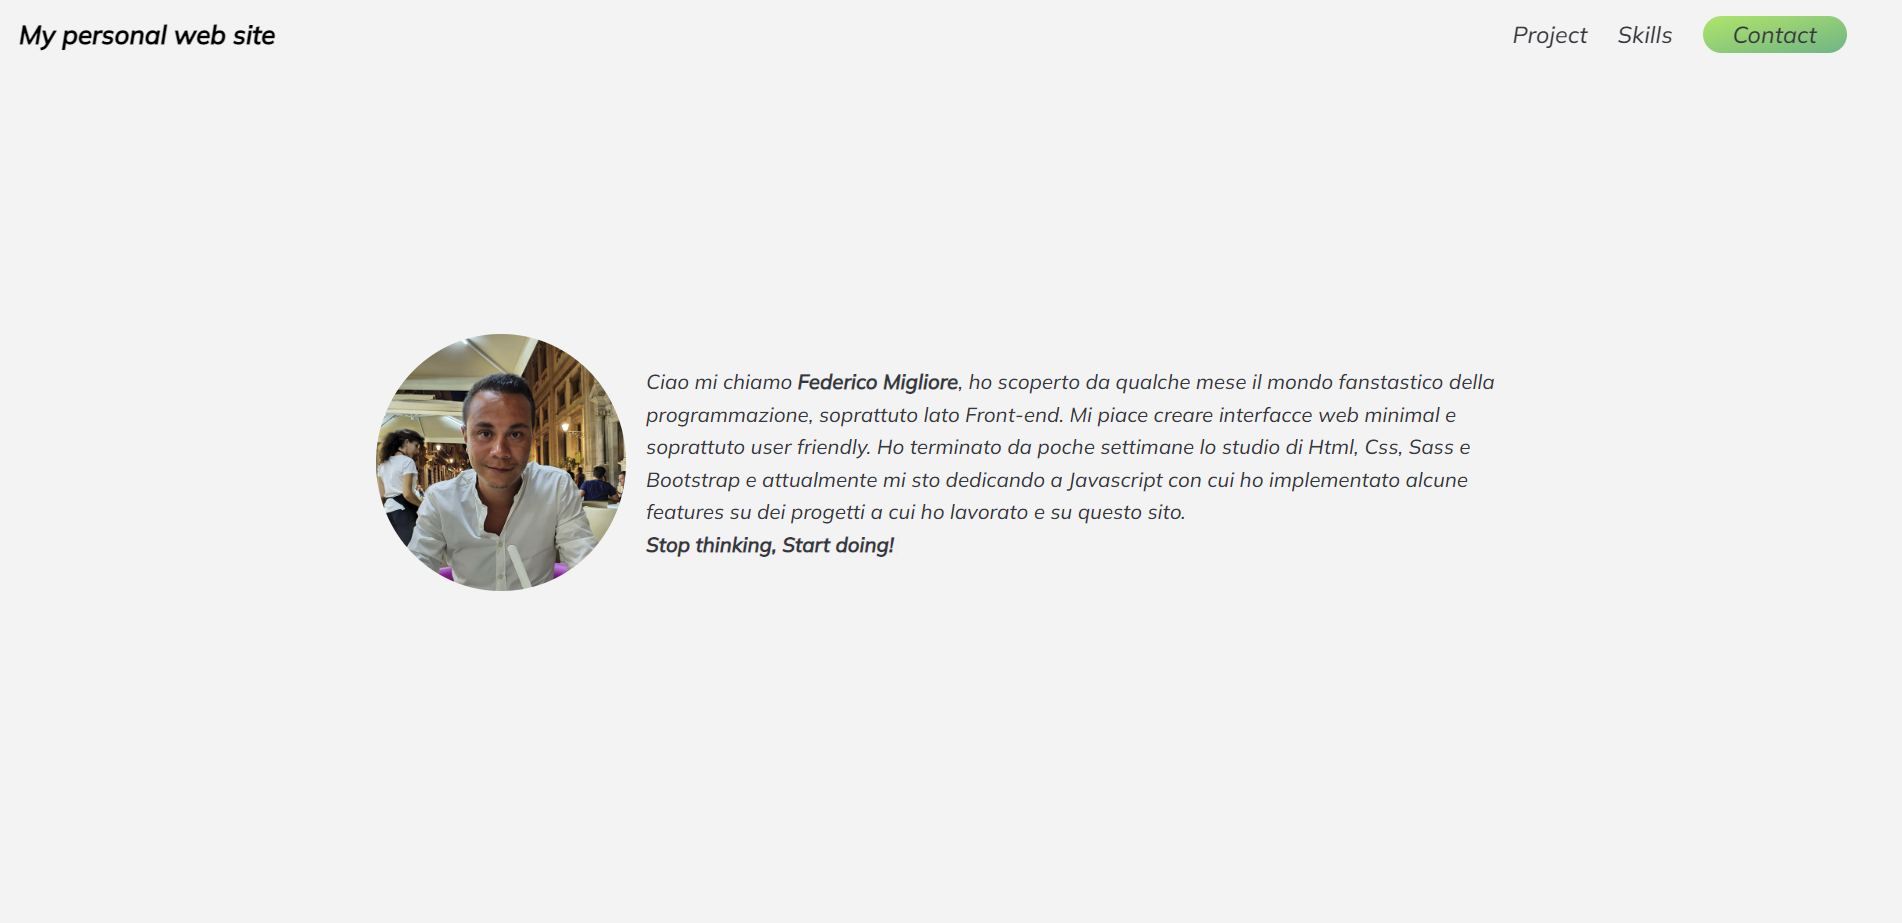 My personal web site
Project
Skills
Contact
Ciao mi chiamo Federico Migliore, ho scoperto da qualche mese il mondo fanstastico della
programmazione, soprattuto lato Front-end. Mi piace creare interfacce web minimal e
soprattuto user friendly. Ho terminato da poche settimane lo studio di Html, Css, Sass e
Bootstrap e attualmente mi sto dedicando a Javascript con cui ho implementato alcune
features su dei progetti a cui ho lavorato e su questo sito.
Stop thinking, Start doing!